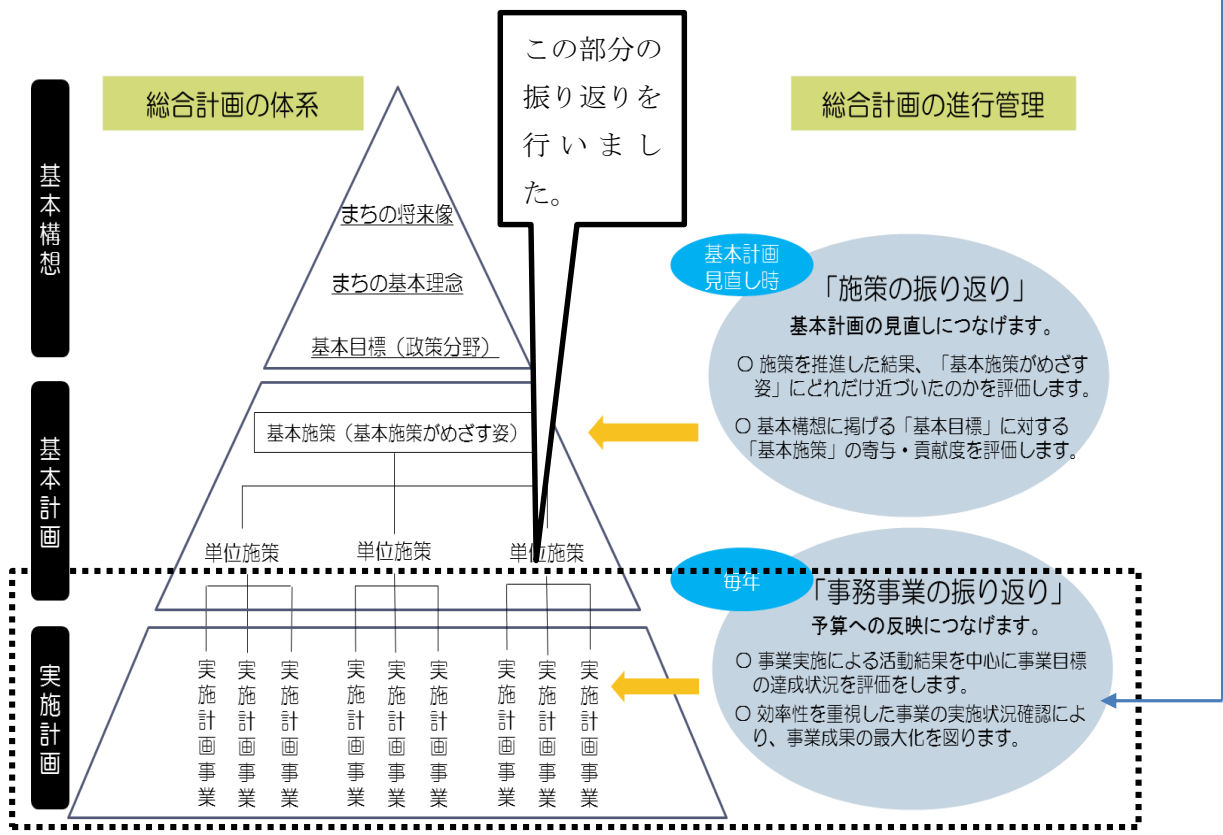 この部分の
振り返りを
行いまし
た。
総合計画の体系
総合計画の進行管理
基本構想
まちの将来像
まちの基本理念
基本目標（政策分野）
基本計画
見直し時
「施策の振り返り」
基本計画の見直しにつなげます。
○ 施策を推進した結果、「基本施策がめざす
姿」にどれだけ近づいたのかを評価します。
○ 基本構想に掲げる「基本目標」に対する
「基本施策」の寄与・貢献度を評価します。
基本計画
基本施策（基本施策がめざす姿）
単位施策
単位施策
単位施策
毎年
「事務事業の振り返り」
予算への反映につなげます。
○ 事業実施による活動結果を中心に事業目標
の達成状況を評価をします。
○ 効率性を重視した事業の実施状況確認によ
り、事業成果の最大化を図ります。
実施計画
実施計画事業
実施計画事業
実施計画事業
実施計画事業
実施計画事業
実施計画事業
実施計画事業
実施計画事業
実施計画事業